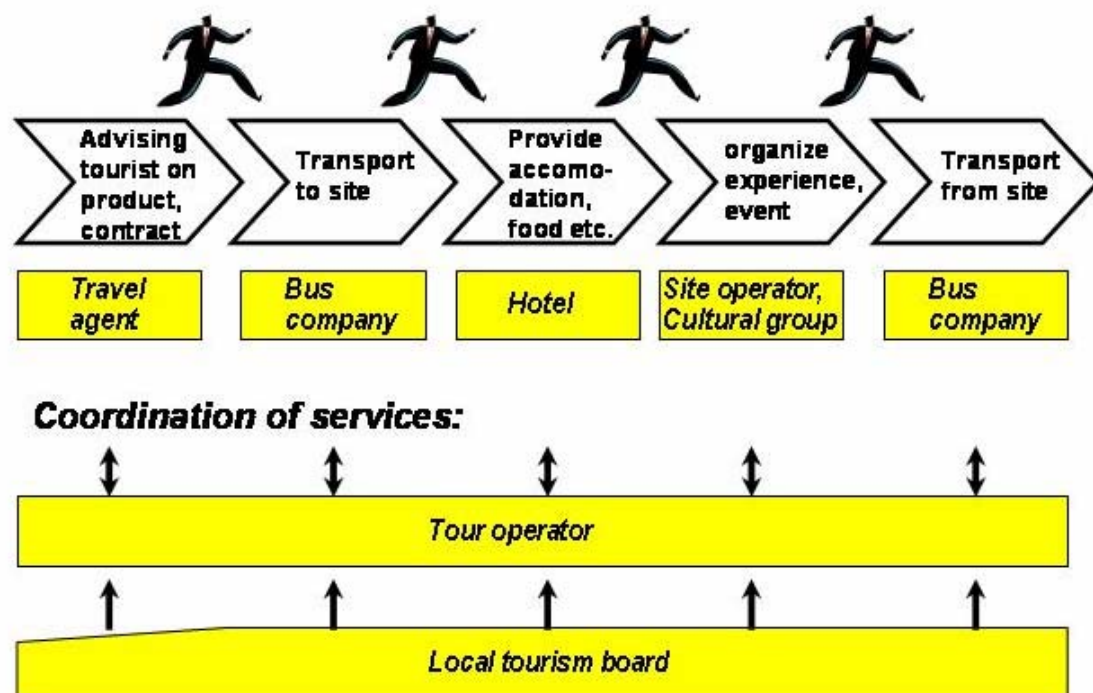 Advising
tourist on
product,
contract
Transport
to site
Provide
accomo-
dation,
food etc.
organize
experience,
event
Transport
from site
Travel
agent
Bus
company
Hotel
Site operator,
Cultural group
Bus
company
Coordination of services:
Tour operator
Local tourism board